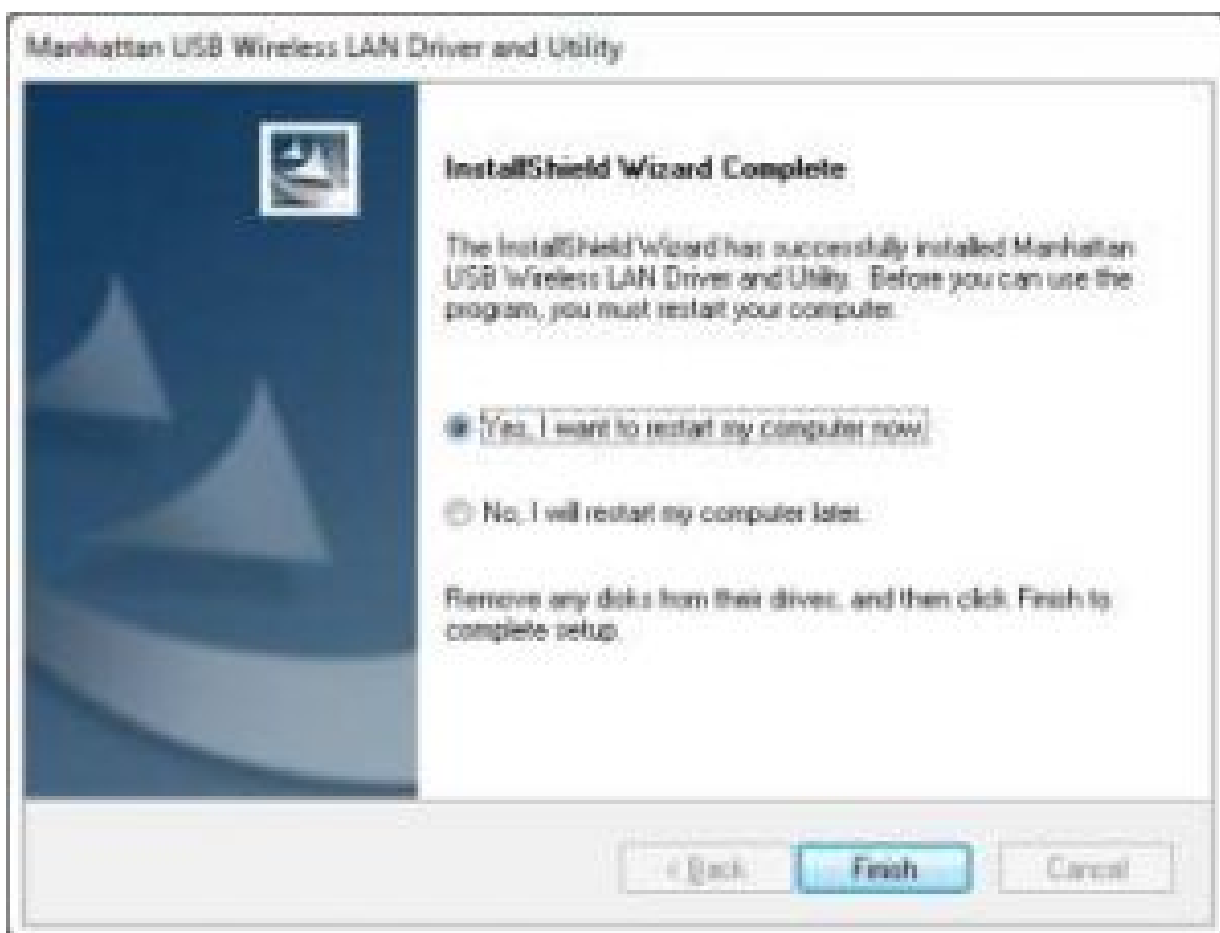 Manhattan USB Wireless LAN Driver and Utility
InstallShield Wizard Complete
The InstallShield Wizard has successfully installed Manhattan
USB Wireless LAN Driver and Utility. Before you can use the
program, you must restart your computer.
Yes, I want to restart my computer now.
No, I will restart my computer later.
Remove any disks from their drives, and then click Finish to
complete setup.
< Back
Finish
Cancel